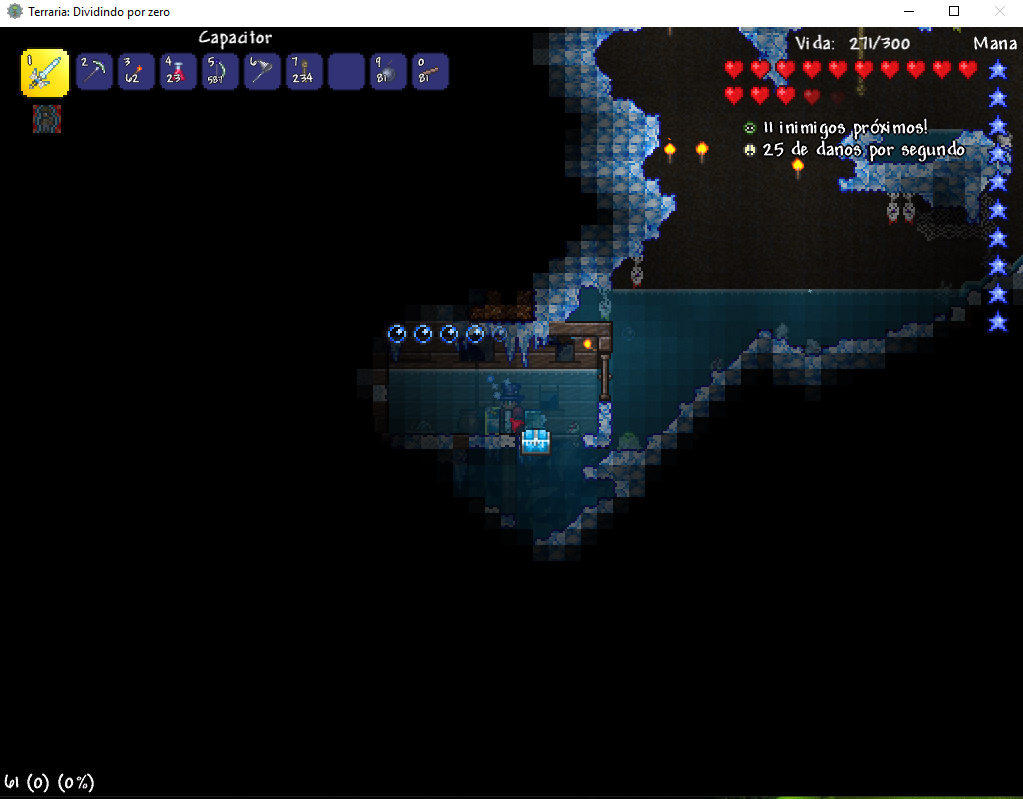 Terraria: Dividindo por zero
Capacitor
Vida: 271/300
Mana
1 2 3 4 5 6 7 9 0
62 23 587 234 81 81
11 inimigos próximos!
25 de danos por segundo
61 (0) (0%)